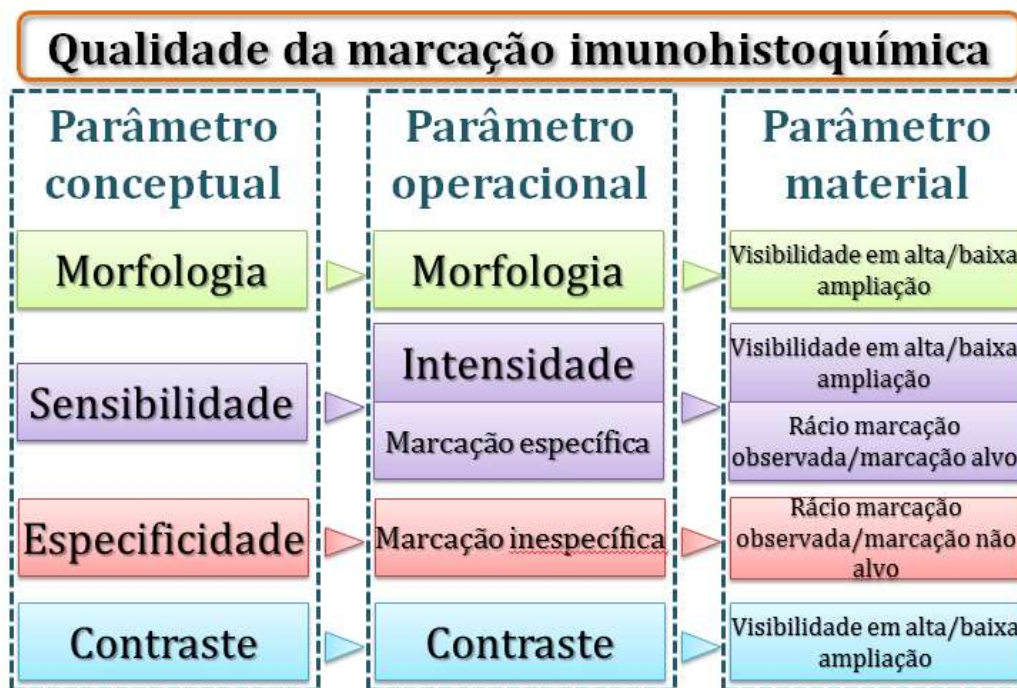 Qualidade da marcação imunohistoquímica
Parâmetro
conceptual
Parâmetro
operacional
Parâmetro
material
Morfologia
Morfologia
Visibilidade em alta/baixa
ampliação
Sensibilidade
Intensidade
Marcação específica
Visibilidade em alta/baixa
ampliação
Rácio marcação
observada/marcação alvo
Especificidade
Marcação inespecífica
Rácio marcação
observada/marcação não
alvo
Contraste
Contraste
Visibilidade em alta/baixa
ampliação